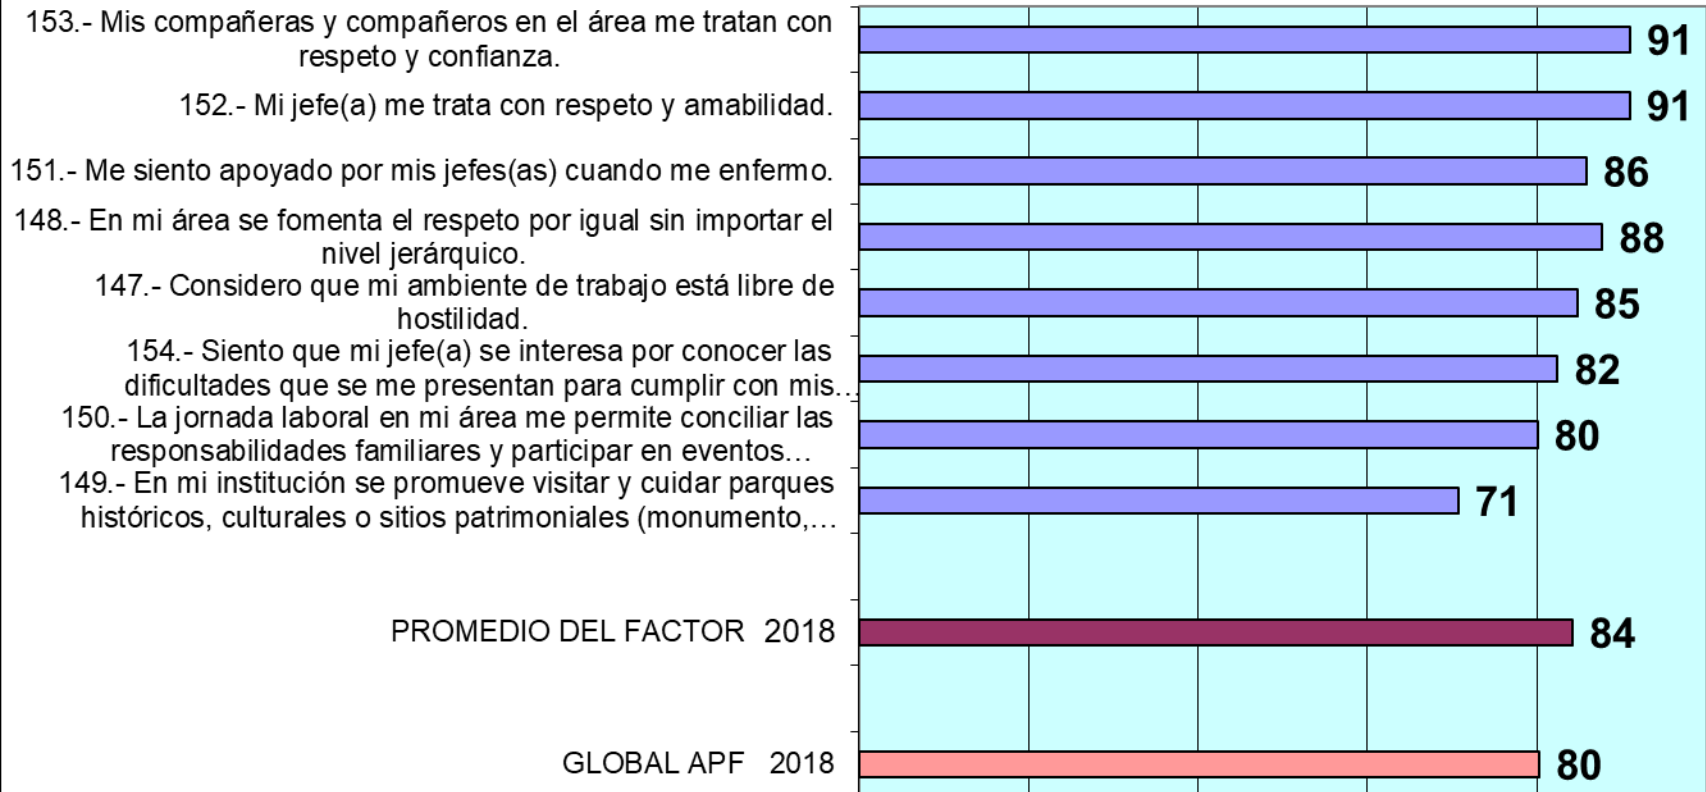 153.- Mis compañeras y compañeros en el área me tratan con
respeto y confianza.
91
152.- Mi jefe(a) me trata con respeto y amabilidad.
91
151.- Me siento apoyado por mis jefes(as) cuando me enfermo.
86
148.- En mi área se fomenta el respeto por igual sin importar el
nivel jerárquico.
88
147.- Considero que mi ambiente de trabajo está libre de
hostilidad.
85
154.- Siento que mi jefe(a) se interesa por conocer las
dificultades que se me presentan para cumplir con mis…
82
150.- La jornada laboral en mi área me permite conciliar las
responsabilidades familiares y participar en eventos…
80
149.- En mi institución se promueve visitar y cuidar parques
históricos, culturales o sitios patrimoniales (monumento,…
71
PROMEDIO DEL FACTOR 2018
84
GLOBAL APF 2018
80